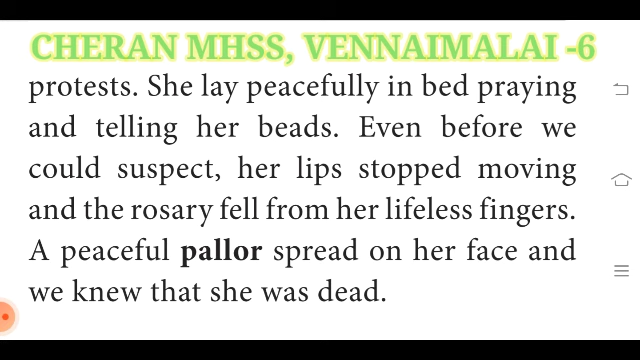 CHERAN MHSS, VENNAIMALAI -6
protests. She lay peacefully in bed praying
and telling her beads. Even before we
could suspect, her lips stopped moving
and the rosary fell from her lifeless fingers.
A peaceful pallor spread on her face and
we knew that she was dead.